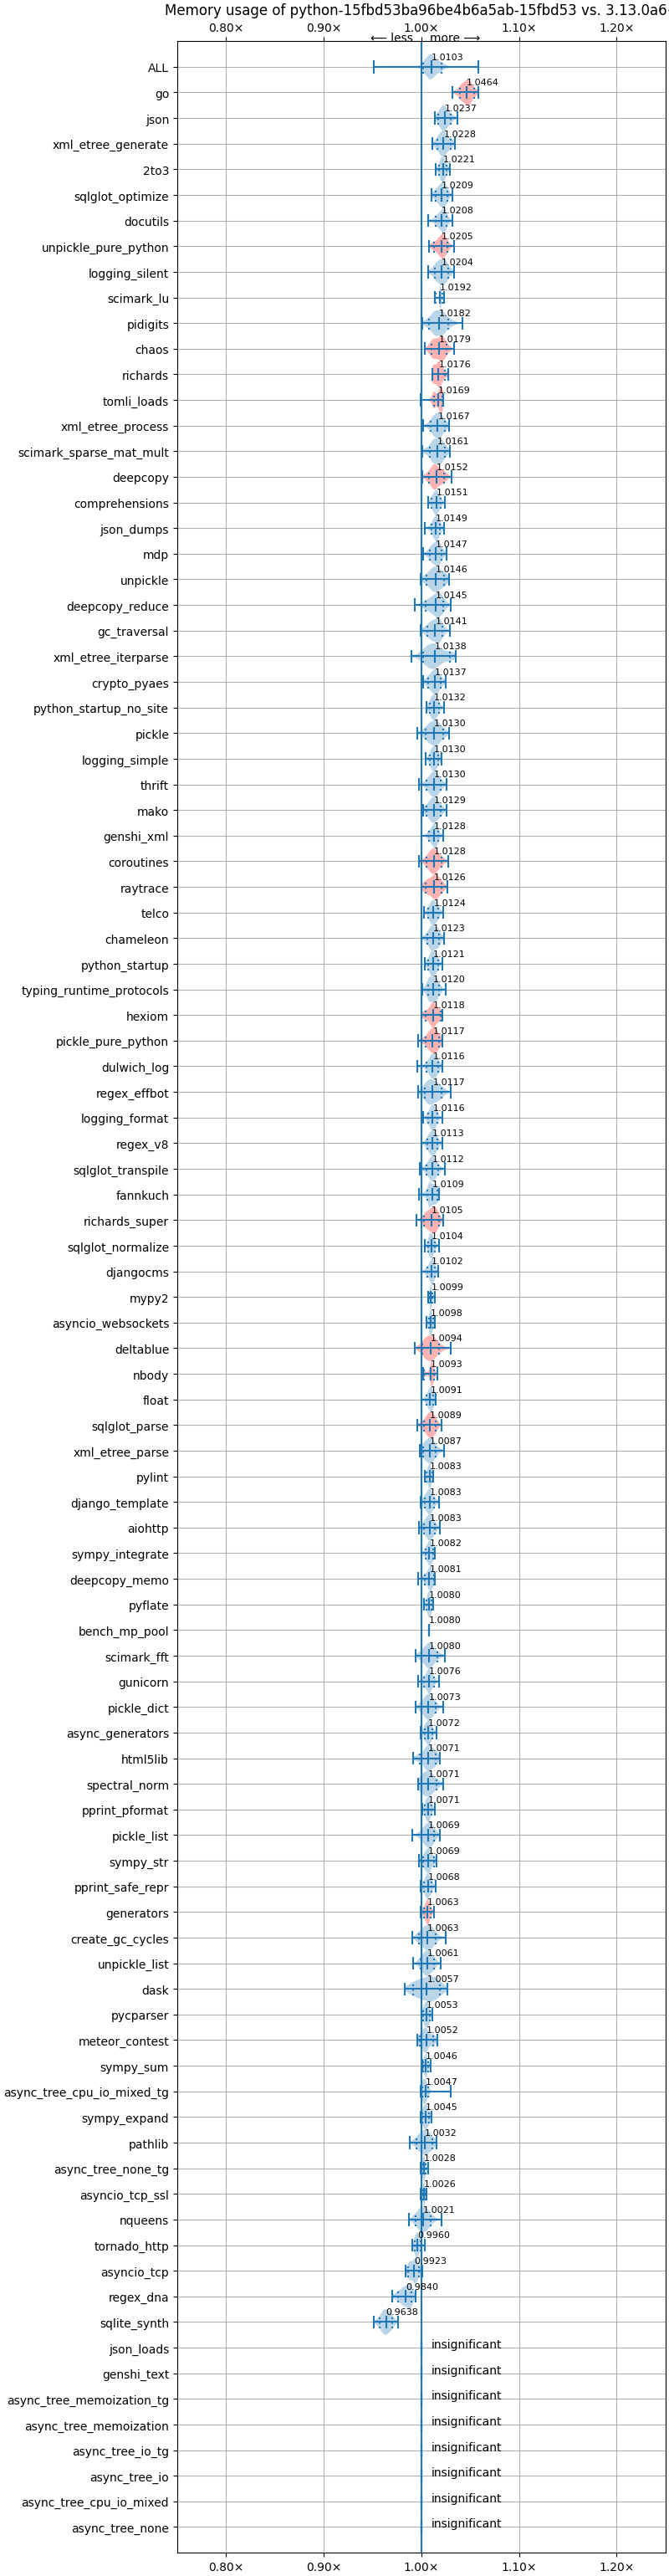 Memory usage of python-15fbd53ba96be4b6a5ab-15fbd53 vs. 3.13.0a6-
0.80× 0.90× 1.00× 1.10× 1.20×
⟵ less more ⟶
ALL 1.0103
go 1.0464
json 1.0237
xml_etree_generate 1.0228
2to3 1.0221
sqlglot_optimize 1.0209
docutils 1.0208
unpickle_pure_python 1.0205
logging_silent 1.0204
scimark_lu 1.0192
pidigits 1.0182
chaos 1.0179
richards 1.0176
tomli_loads 1.0169
xml_etree_process 1.0167
scimark_sparse_mat_mult 1.0161
deepcopy 1.0152
comprehensions 1.0151
json_dumps 1.0149
mdp 1.0147
unpickle 1.0146
deepcopy_reduce 1.0145
gc_traversal 1.0141
xml_etree_iterparse 1.0138
crypto_pyaes 1.0137
python_startup_no_site 1.0132
pickle 1.0130
logging_simple 1.0130
thrift 1.0130
mako 1.0129
genshi_xml 1.0128
coroutines 1.0128
raytrace 1.0126
telco 1.0124
chameleon 1.0123
python_startup 1.0121
typing_runtime_protocols 1.0120
hexiom 1.0118
pickle_pure_python 1.0117
dulwich_log 1.0116
regex_effbot 1.0117
logging_format 1.0116
regex_v8 1.0113
sqlglot_transpile 1.0112
fannkuch 1.0109
richards_super 1.0105
sqlglot_normalize 1.0104
djangocms 1.0102
mypy2 1.0099
asyncio_websockets 1.0098
deltablue 1.0094
nbody 1.0093
float 1.0091
sqlglot_parse 1.0089
xml_etree_parse 1.0087
pylint 1.0083
django_template 1.0083
aiohttp 1.0083
sympy_integrate 1.0082
deepcopy_memo 1.0081
pyflate 1.0080
bench_mp_pool 1.0080
scimark_fft 1.0080
gunicorn 1.0076
pickle_dict 1.0073
async_generators 1.0072
html5lib 1.0071
spectral_norm 1.0071
pprint_pformat 1.0071
pickle_list 1.0069
sympy_str 1.0069
pprint_safe_repr 1.0068
generators 1.0063
create_gc_cycles 1.0063
unpickle_list 1.0061
dask 1.0057
pycparser 1.0053
meteor_contest 1.0052
sympy_sum 1.0046
async_tree_cpu_io_mixed_tg 1.0047
sympy_expand 1.0045
pathlib 1.0032
async_tree_none_tg 1.0028
asyncio_tcp_ssl 1.0026
nqueens 1.0021
tornado_http 0.9960
asyncio_tcp 0.9923
regex_dna 0.9840
sqlite_synth 0.9638
json_loads insignificant
genshi_text insignificant
async_tree_memoization_tg insignificant
async_tree_memoization insignificant
async_tree_io_tg insignificant
async_tree_io insignificant
async_tree_cpu_io_mixed insignificant
async_tree_none insignificant
0.80× 0.90× 1.00× 1.10× 1.20×